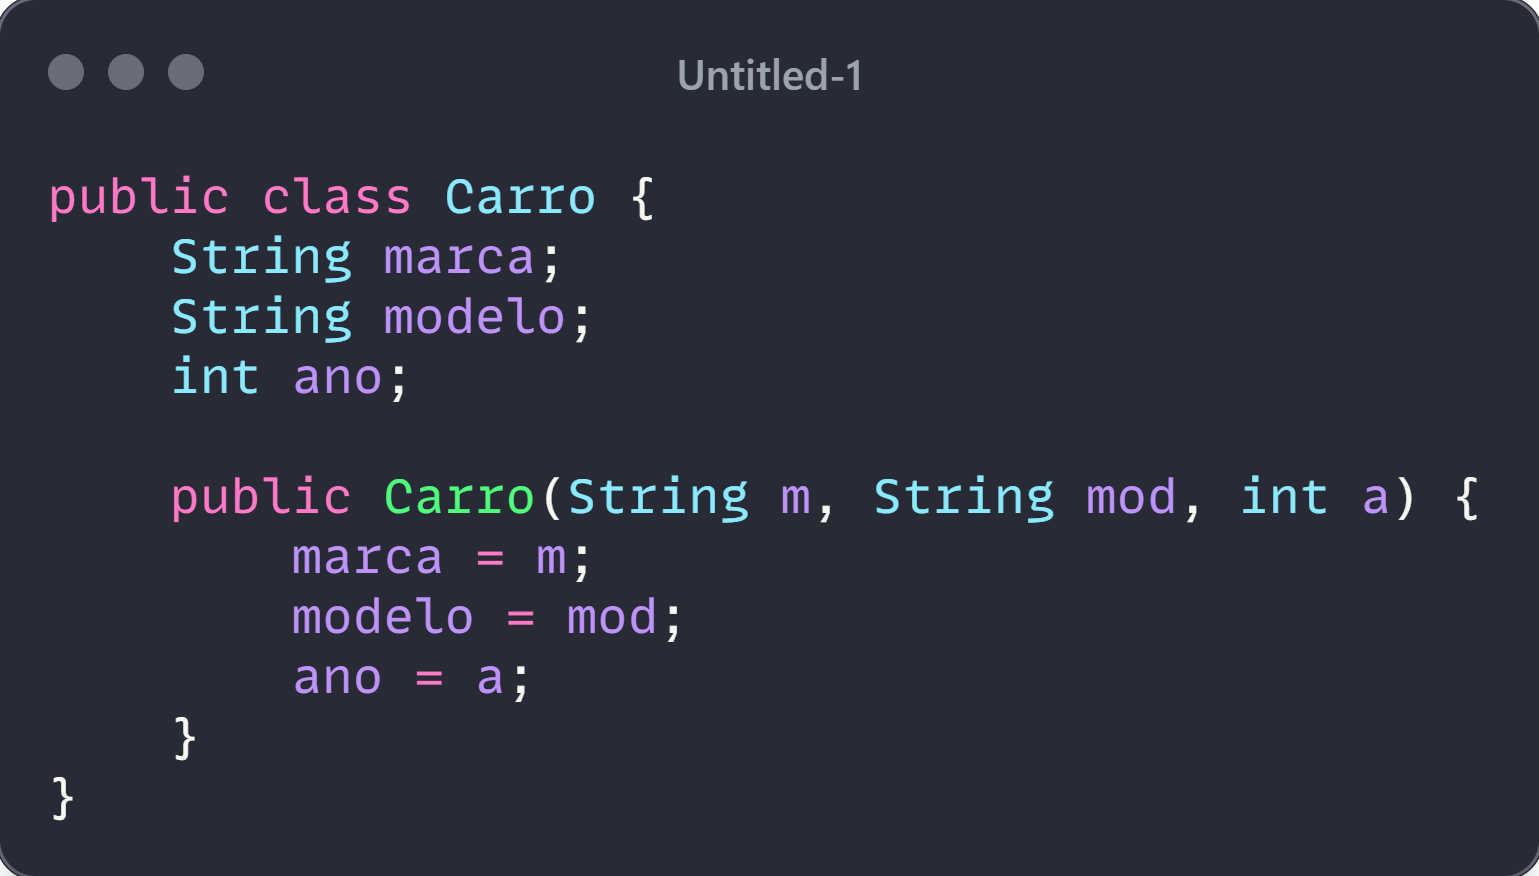 Untitled-1
public class Carro {
    String marca;
    String modelo;
    int ano;

    public Carro(String m, String mod, int a) {
        marca = m;
        modelo = mod;
        ano = a;
    }
}